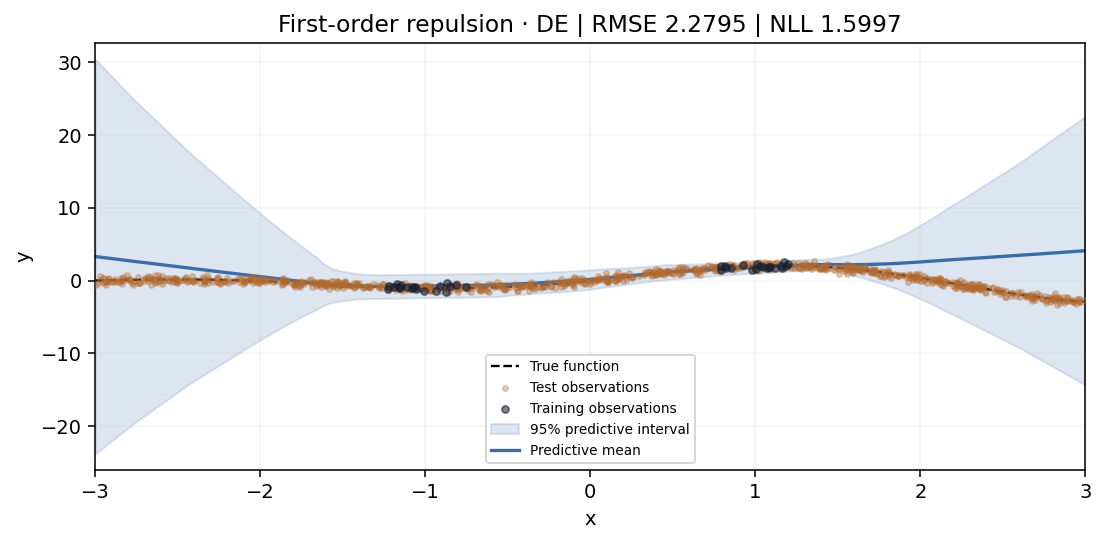 First-order repulsion · DE | RMSE 2.2795 | NLL 1.5997
30
20
10
0
−10
−20
y
True function
Test observations
Training observations
95% predictive interval
Predictive mean
−3 −2 −1 0 1 2 3
x